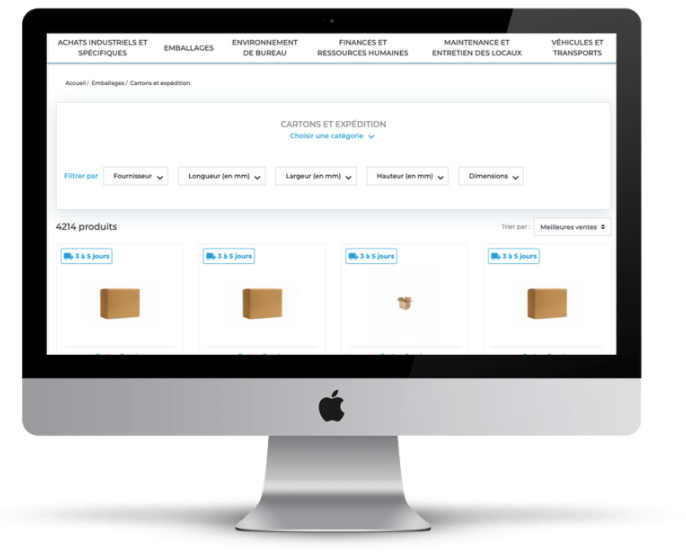 ACHATS INDUSTRIELS ET
SPÉCIFIQUES
EMBALLAGES
ENVIRONNEMENT
DE BUREAU
FINANCES ET
RESSOURCES HUMAINES
MAINTENANCE ET
ENTRETIEN DES LOCAUX
VÉHICULES ET
TRANSPORTS
Accueil / Emballages / Cartons et expédition
CARTONS ET EXPÉDITION
Choisir une catégorie
Filtrer par
Fournisseur
Longueur (en mm)
Largeur (en mm)
Hauteur (en mm)
Dimensions
4214 produits
Trier par :
Meilleures ventes
3 à 5 jours
3 à 5 jours
3 à 5 jours
3 à 5 jours